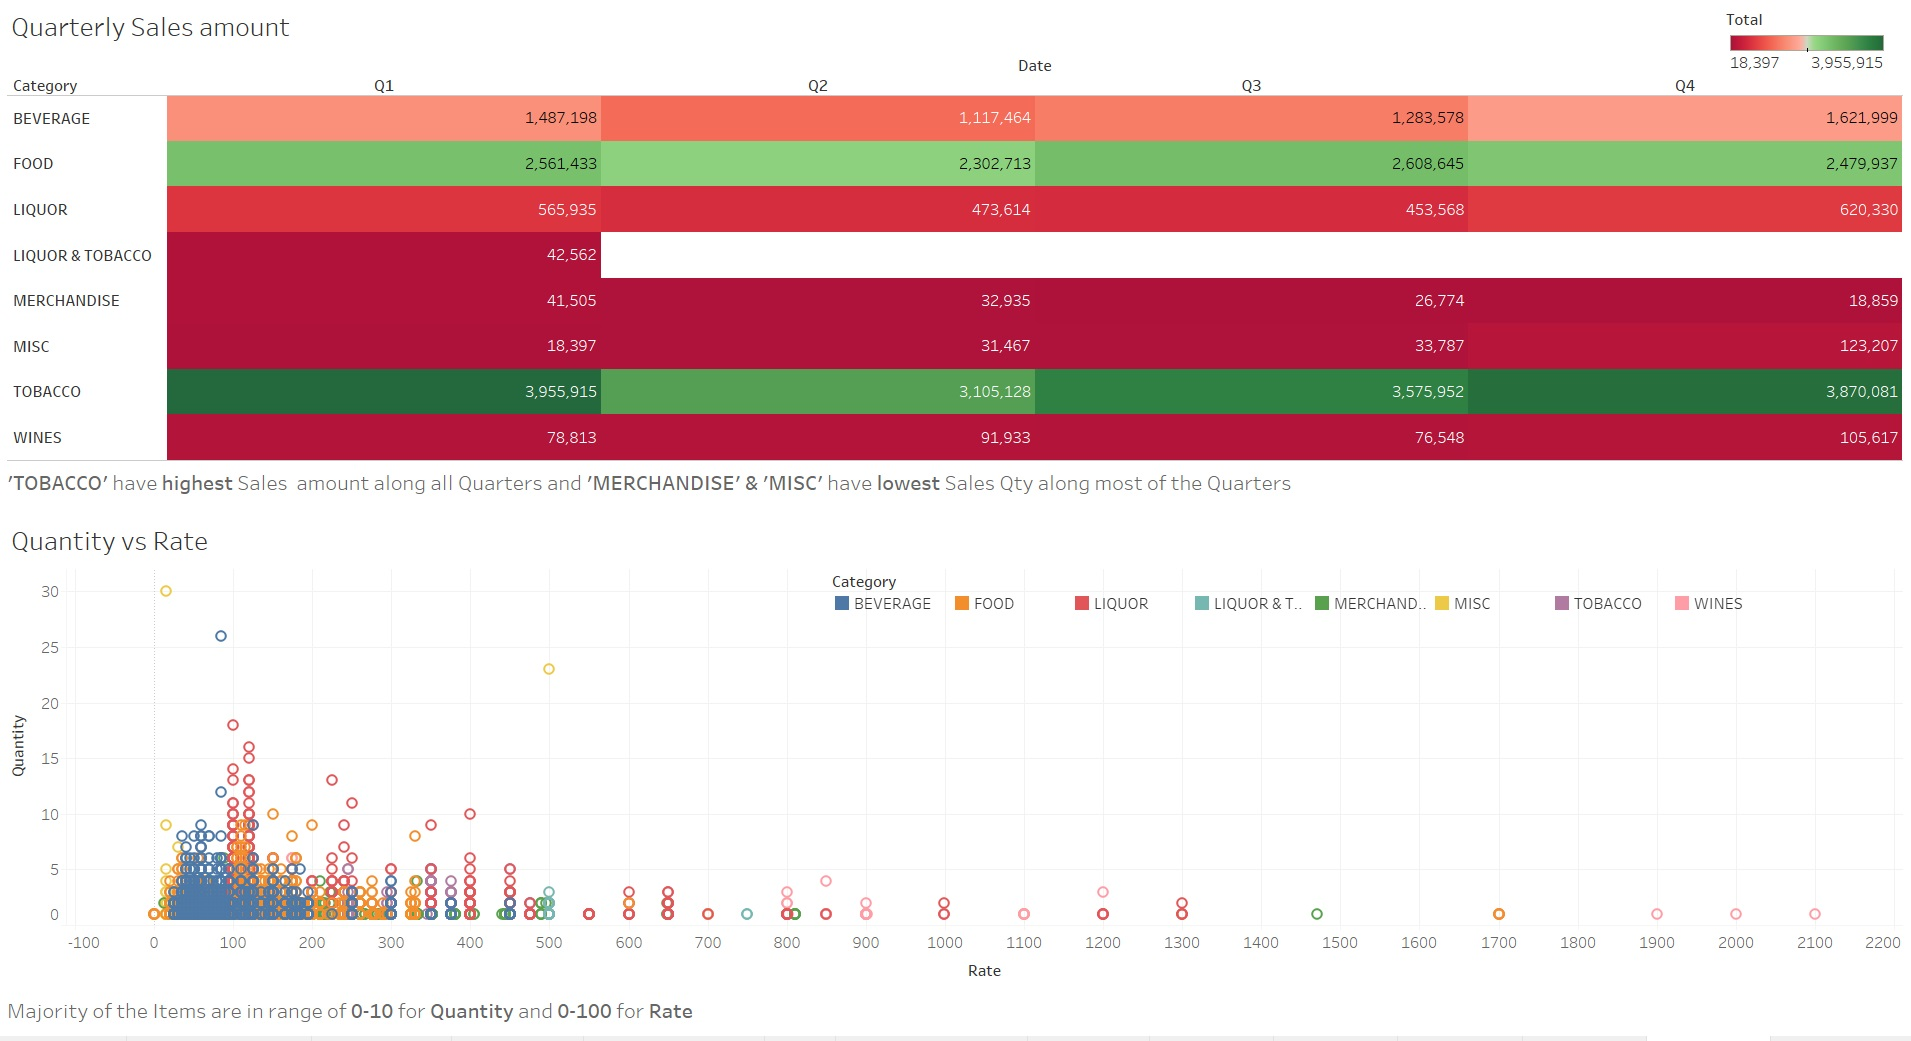 Quarterly Sales amount
Total
18,397 3,955,915
Date
Category Q1 Q2 Q3 Q4
BEVERAGE 1,487,198 1,117,464 1,283,578 1,621,999
FOOD 2,561,433 2,302,713 2,608,645 2,479,937
LIQUOR 565,935 473,614 453,568 620,330
LIQUOR & TOBACCO 42,562
MERCHANDISE 41,505 32,935 26,774 18,859
MISC 18,397 31,467 33,787 123,207
TOBACCO 3,955,915 3,105,128 3,575,952 3,870,081
WINES 78,813 91,933 76,548 105,617
'TOBACCO' have highest Sales amount along all Quarters and 'MERCHANDISE' & 'MISC' have lowest Sales Qty along most of the Quarters
Quantity vs Rate
Category
BEVERAGE FOOD LIQUOR LIQUOR & T.. MERCHAND.. MISC TOBACCO WINES
Quantity
30
25
20
15
10
5
0
-100 0 100 200 300 400 500 600 700 800 900 1000 1100 1200 1300 1400 1500 1600 1700 1800 1900 2000 2100 2200
Rate
Majority of the Items are in range of 0-10 for Quantity and 0-100 for Rate